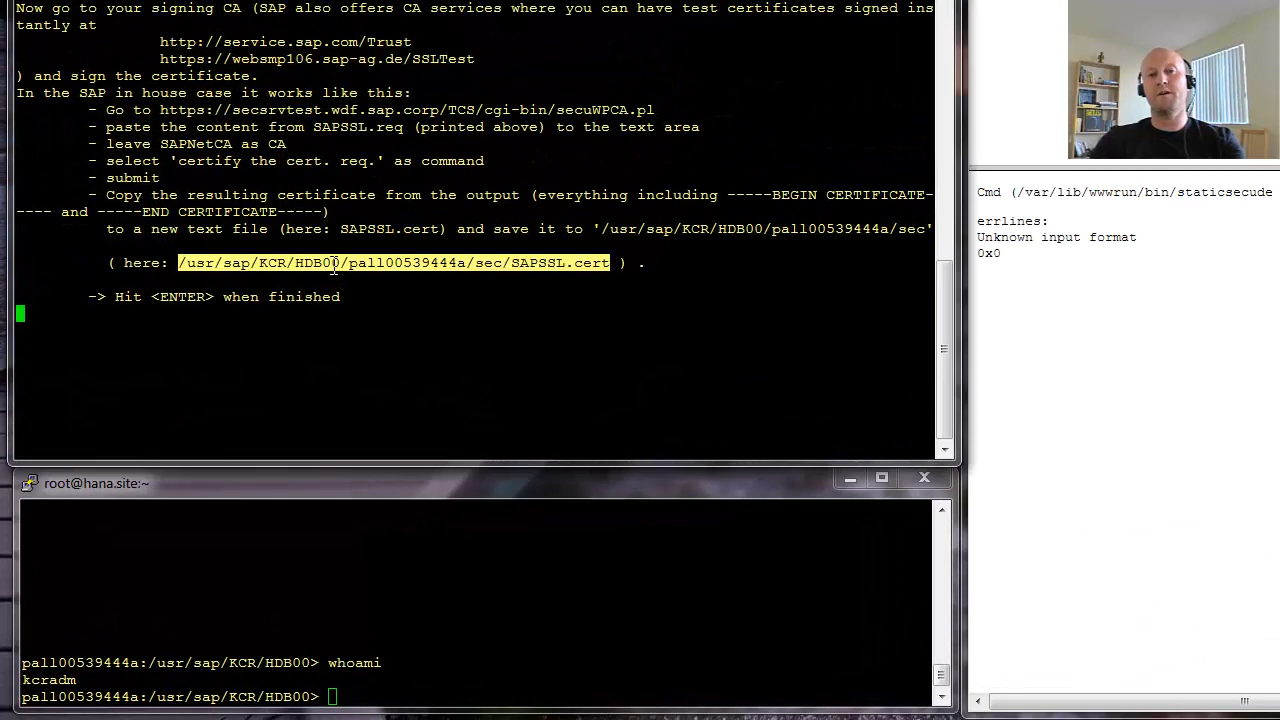 Now go to your signing CA (SAP also offers CA services where you can have test certificates signed ins
tantly at
http://service.sap.com/Trust
https://websmp106.sap-ag.de/SSLTest
) and sign the certificate.
In the SAP in house case it works like this:
- Go to https://secsrvtest.wdf.sap.corp/TCS/cgi-bin/secuWPCA.pl
- paste the content from SAPSSL.req (printed above) to the text area
- leave SAPNetCA as CA
- select 'certify the cert. req.' as command
- submit
- Copy the resulting certificate from the output (everything including -----BEGIN CERTIFICATE-
---- and -----END CERTIFICATE-----)
to a new text file (here: SAPSSL.cert) and save it to '/usr/sap/KCR/HDB00/pall00539444a/sec'
( here: /usr/sap/KCR/HDB00/pall00539444a/sec/SAPSSL.cert ) .
-> Hit <ENTER> when finished
Cmd (/var/lib/wwwrun/bin/staticsecude
errlines:
Unknown input format
0x0
root@hana.site:~
pall00539444a:/usr/sap/KCR/HDB00> whoami
kcradm
pall00539444a:/usr/sap/KCR/HDB00>